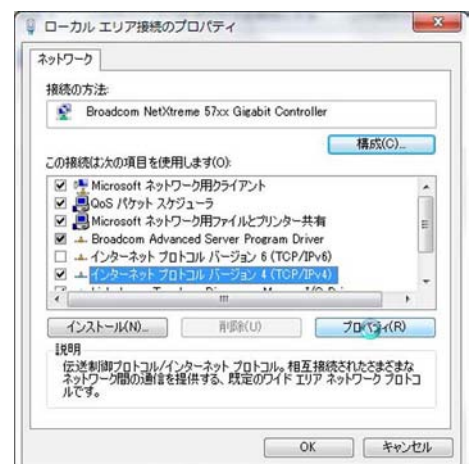 ローカル エリア接続のプロパティ
ネットワーク
接続の方法:
Broadcom NetXtreme 57xx Gigabit Controller
構成(C)...
この接続は次の項目を使用します(O):
Microsoft ネットワーク用クライアント
QoS パケット スケジューラ
Microsoft ネットワーク用ファイルとプリンター共有
Broadcom Advanced Server Program Driver
インターネット プロトコル バージョン 6 (TCP/IPv6)
インターネット プロトコル バージョン 4 (TCP/IPv4)
インストール(N)...
削除(U)
プロパティ(R)
説明
伝送制御プロトコル/インターネット プロトコル。相互接続されたさまざまな
ネットワーク間の通信を提供する、既定のワイド エリア ネットワーク プロトコ
ルです。
OK
キャンセル